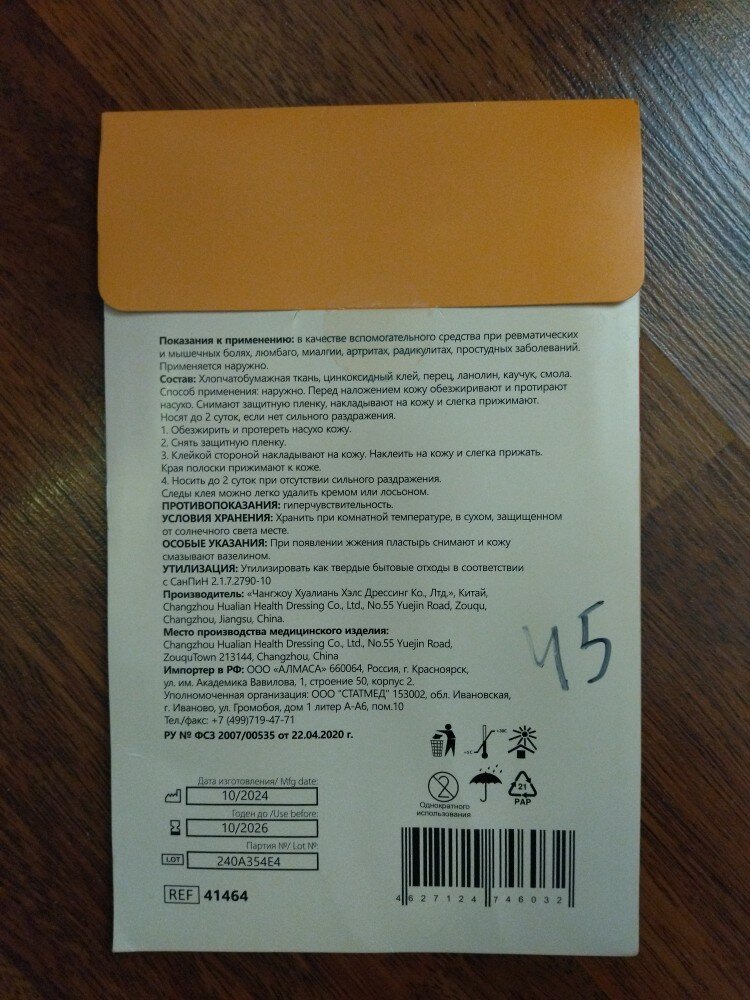 Показания к применению: в качестве вспомогательного средства при ревматических
и мышечных болях, люмбаго, миалгии, артритах, радикулитах, простудных заболеваний.
Применяется наружно.
Состав: Хлопчатобумажная ткань, цинкоксидный клей, перец, ланолин, каучук, смола.
Способ применения: наружно. Перед наложением кожу обезжиривают и протирают
насухо. Снимают защитную пленку, накладывают на кожу и слегка прижимают.
Носят до 2 суток, если нет сильного раздражения.
1. Обезжирить и протереть насухо кожу.
2. Снять защитную пленку.
3. Клейкой стороной накладывают на кожу. Наклеить на кожу и слегка прижать.
Края полоски прижимают к коже.
4. Носить до 2 суток при отсутствии сильного раздражения.
Следы клея можно легко удалить кремом или лосьоном.
ПРОТИВОПОКАЗАНИЯ: гиперчувствительность.
УСЛОВИЯ ХРАНЕНИЯ: Хранить при комнатной температуре, в сухом, защищенном
от солнечного света месте.
ОСОБЫЕ УКАЗАНИЯ: При появлении жжения пластырь снимают и кожу
смазывают вазелином.
УТИЛИЗАЦИЯ: Утилизировать как твердые бытовые отходы в соответствии
с СанПиН 2.1.7.2790-10
Производитель: «Чангжоу Хуалиань Хэлс Дрессинг Ко., Лтд.», Китай,
Changzhou Hualian Health Dressing Co., Ltd., No.55 Yuejin Road, Zouqu,
Changzhou, Jiangsu, China.
Место производства медицинского изделия:
Changzhou Hualian Health Dressing Co., Ltd., No.55 Yuejin Road,
ZouquTown 213144, Changzhou, China
Импортер в РФ: ООО «АЛМАСА» 660064, Россия, г. Красноярск,
ул. им. Академика Вавилова, 1, строение 50, корпус 2.
Уполномоченная организация: ООО "СТАТМЕД" 153002, обл. Ивановская,
г. Иваново, ул. Громобоя, дом 1 литер А-А6, пом.10
Тел./факс: +7 (499)719-47-71
РУ № ФСЗ 2007/00535 от 22.04.2020 г.
45
+5C +30C
Дата изготовления/ Mfg date:
10/2024
Годен до /Use before:
10/2026
Партия №/ Lot №:
LOT 240A354E4
REF 41464
2
Однократного
использования
21
PAP
4 627124 746032